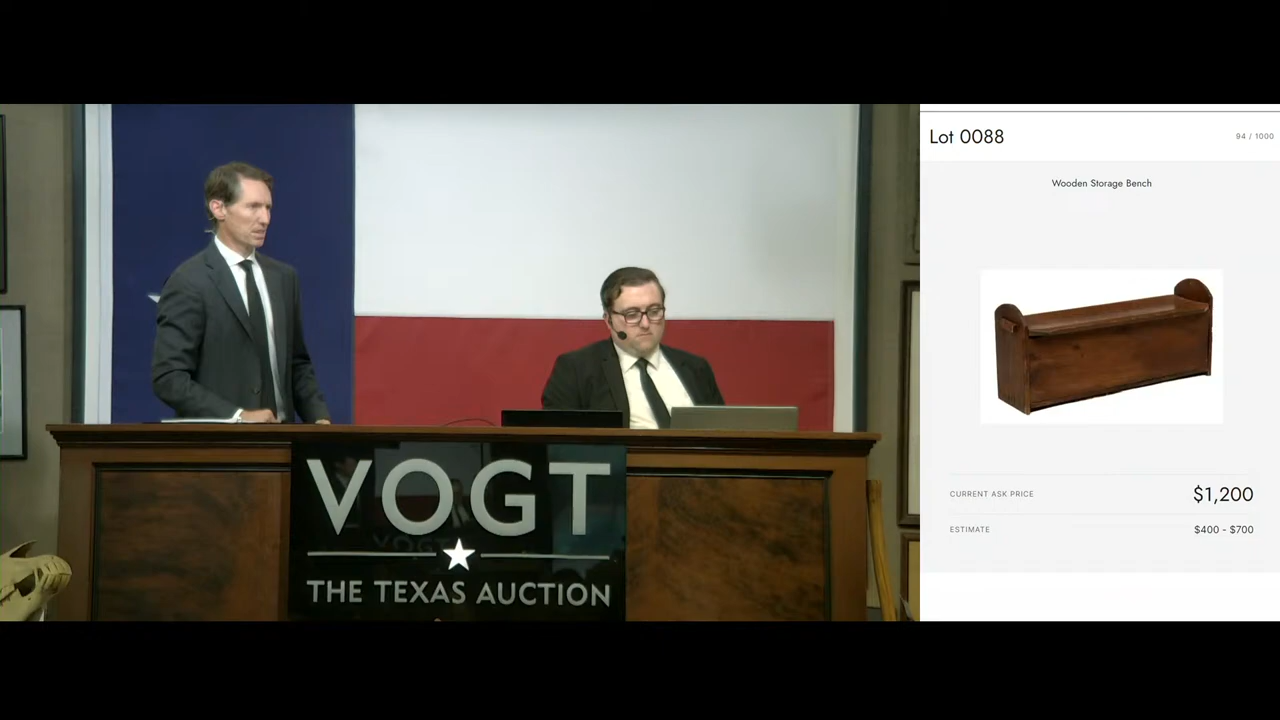 VOGT
THE TEXAS AUCTION
Lot 0088
94 / 1000
Wooden Storage Bench
CURRENT ASK PRICE
$1,200
ESTIMATE
$400 - $700